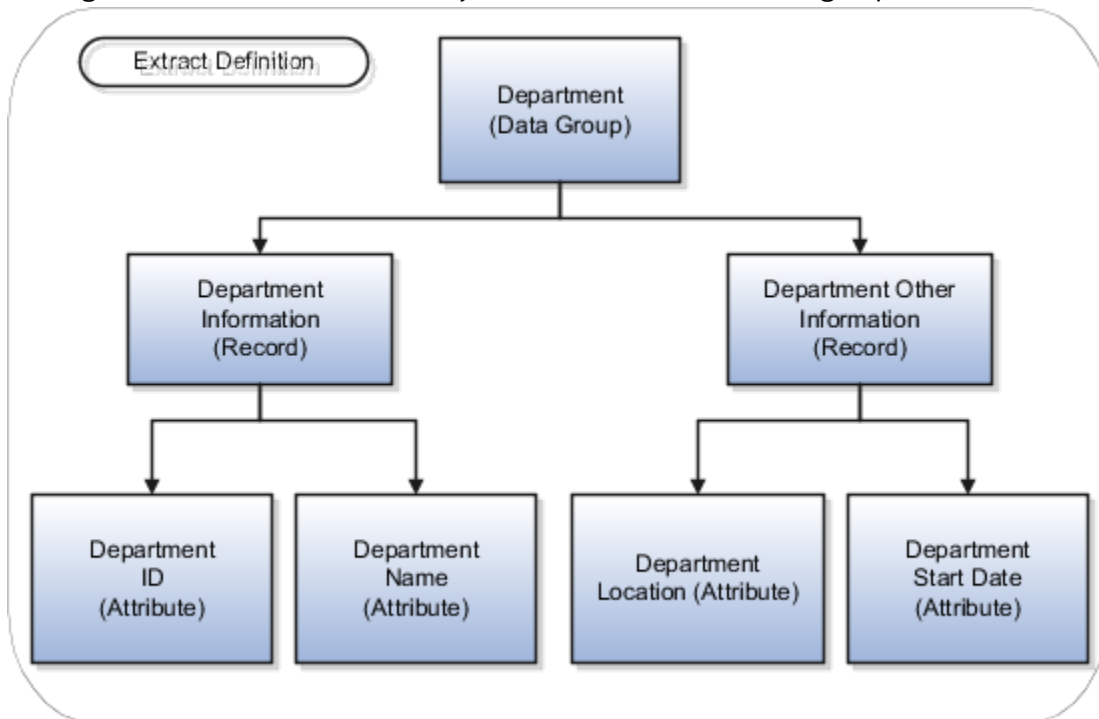 Extract Definition
Department
(Data Group)
Department
Information
(Record)
Department Other
Information
(Record)
Department
ID
(Attribute)
Department
Name
(Attribute)
Department
Location (Attribute)
Department
Start Date
(Attribute)